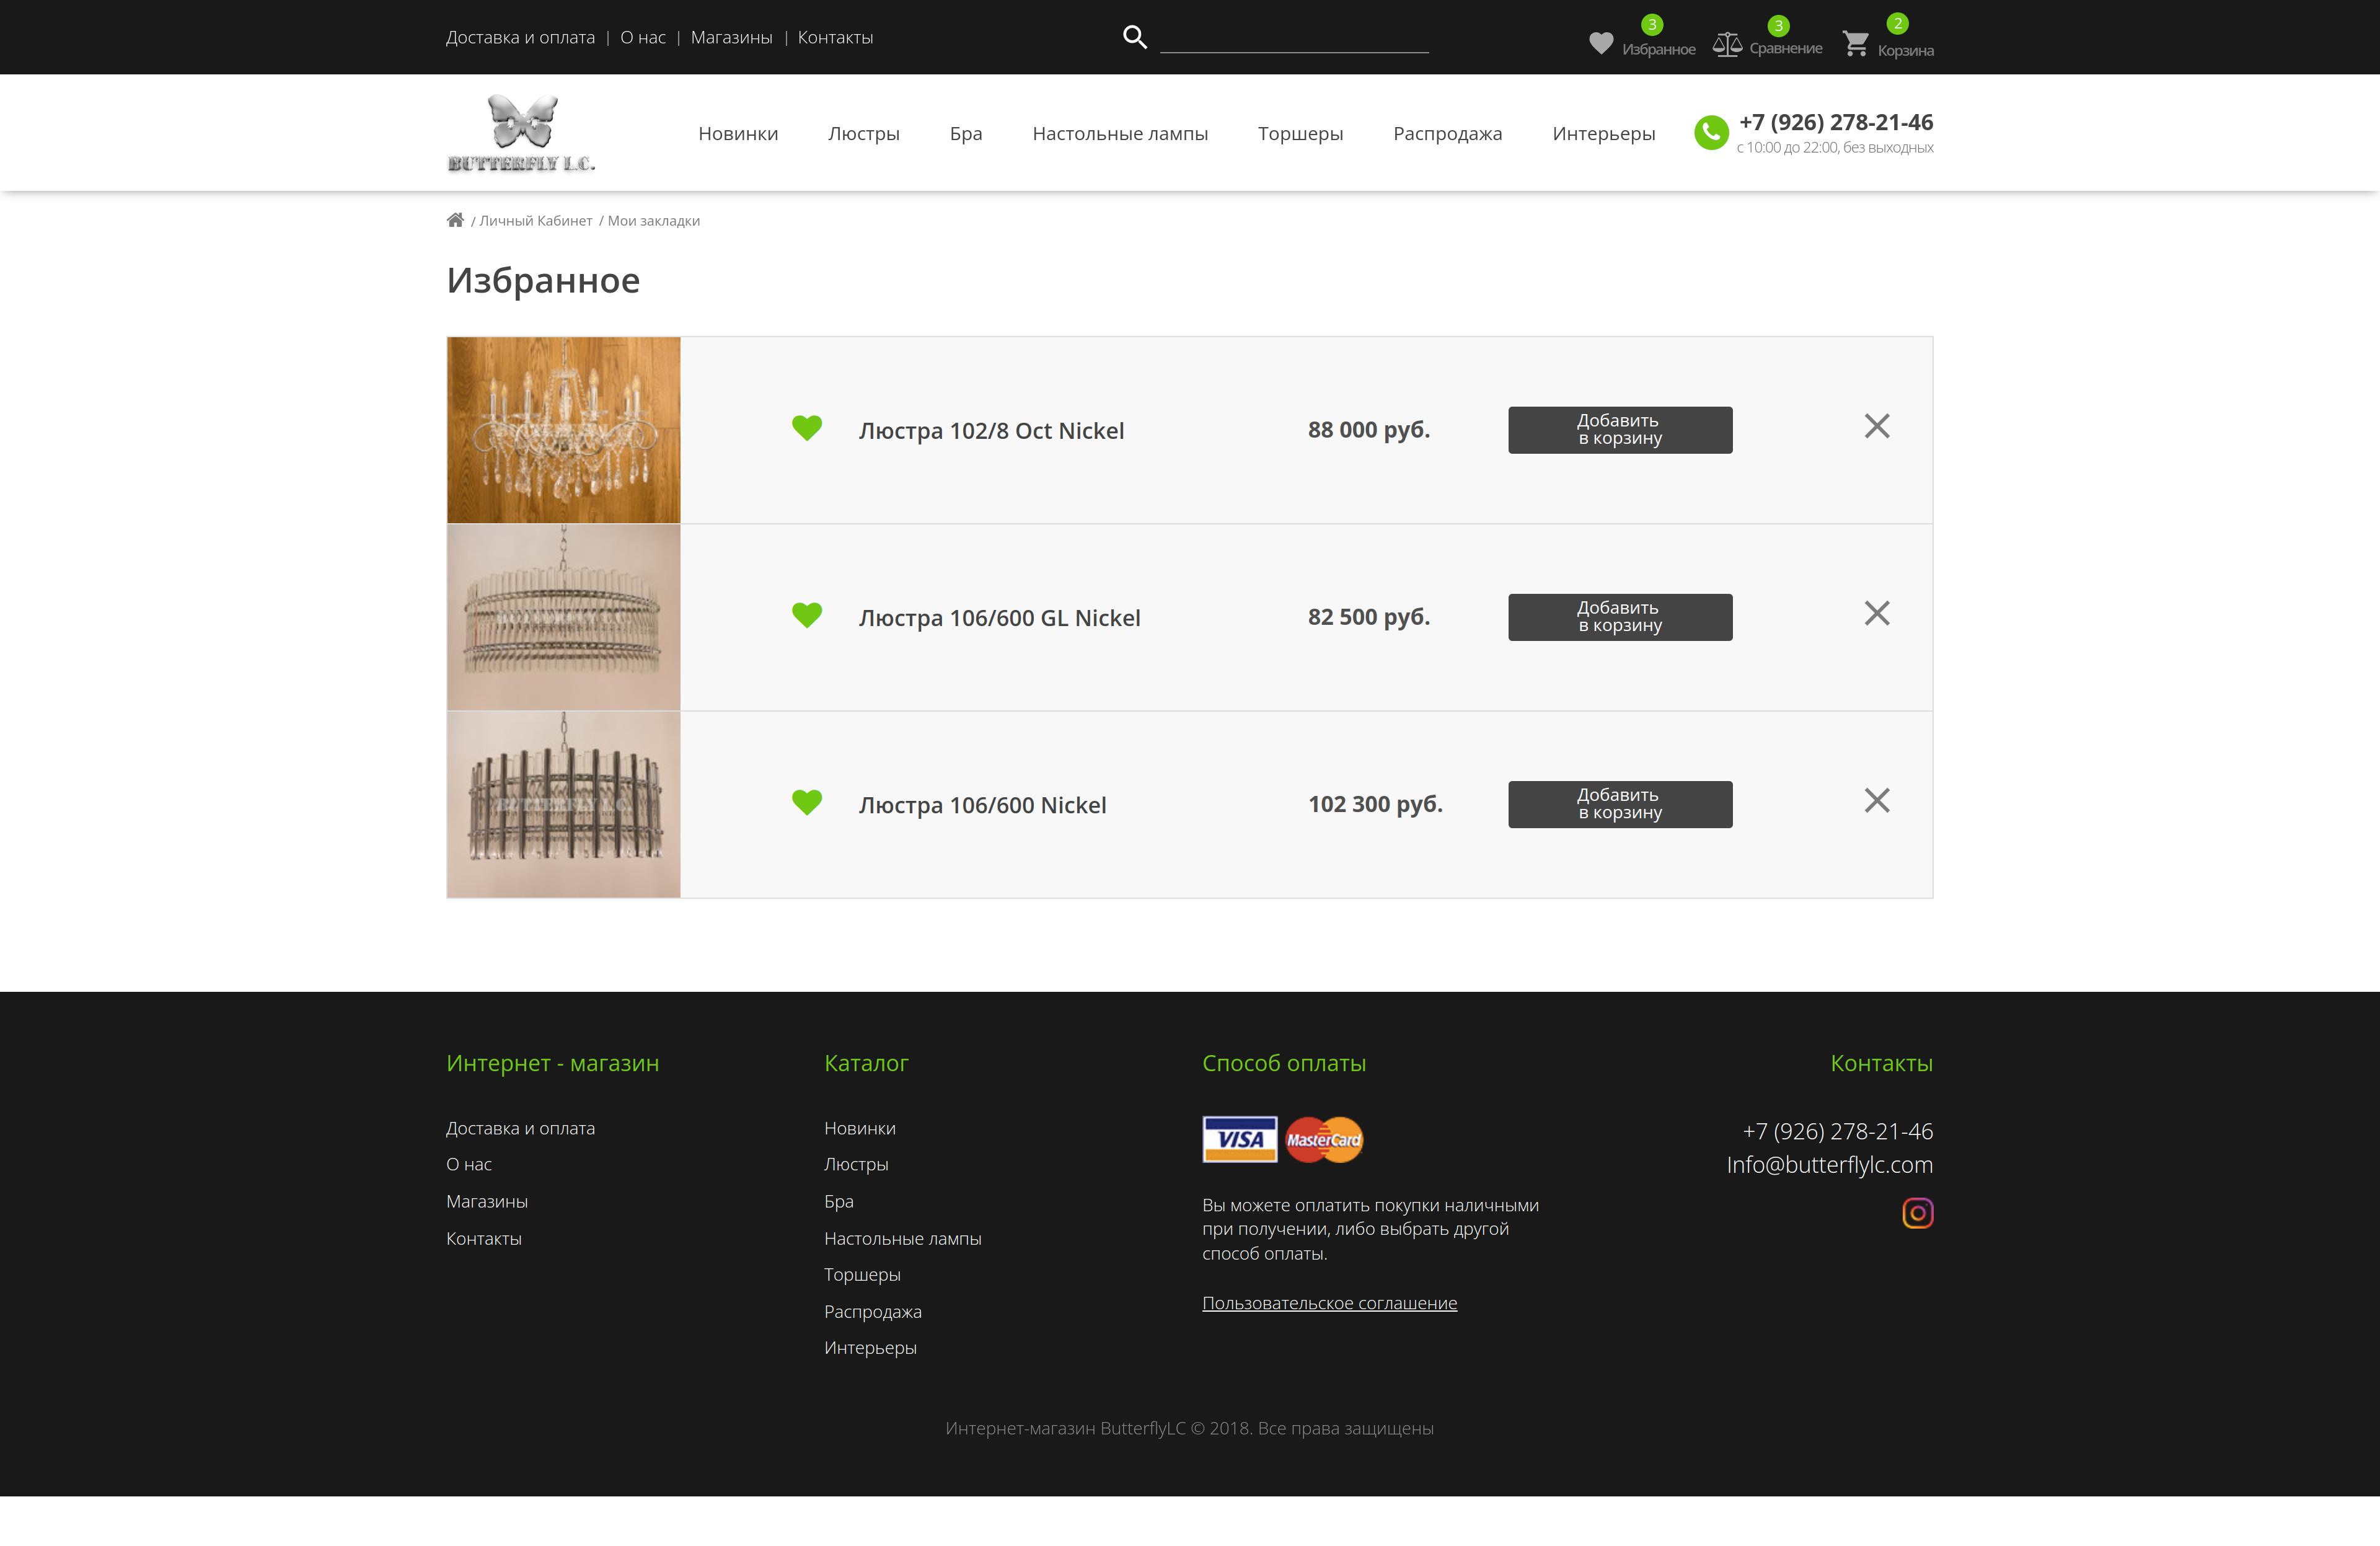 Доставка и оплата | О нас | Магазины | Контакты
3
Избранное
3
Сравнение
2
Корзина
BUTTERFLY L.C.
Новинки Люстры Бра Настольные лампы Торшеры Распродажа Интерьеры
+7 (926) 278-21-46
с 10:00 до 22:00, без выходных
/ Личный Кабинет / Мои закладки
Избранное
Люстра 102/8 Oct Nickel
88 000 руб.
Добавить
в корзину
Люстра 106/600 GL Nickel
82 500 руб.
Добавить
в корзину
BUTTERFLY L.C.
Люстра 106/600 Nickel
102 300 руб.
Добавить
в корзину
Интернет - магазин
Доставка и оплата
О нас
Магазины
Контакты
Каталог
Новинки
Люстры
Бра
Настольные лампы
Торшеры
Распродажа
Интерьеры
Способ оплаты
VISA MasterCard
Вы можете оплатить покупки наличными
при получении, либо выбрать другой
способ оплаты.
Пользовательское соглашение
Контакты
+7 (926) 278-21-46
Info@butterflylc.com
Интернет-магазин ButterflyLC © 2018. Все права защищены